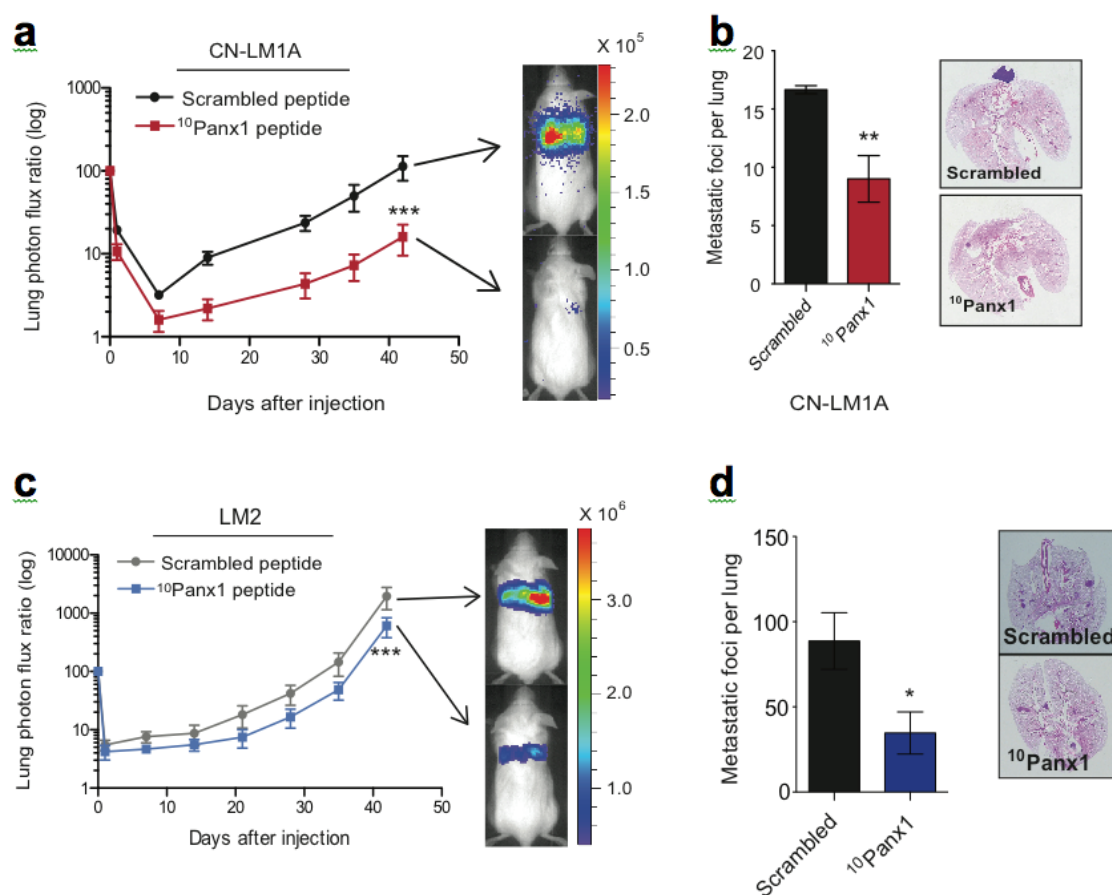 a
CN-LM1A
Scrambled peptide
10Panx1 peptide
Lung photon flux ratio (log)
1000
100
10
1
***
0
10
20
30
40
50
Days after injection
X 10^5
2.0
1.5
1.0
0.5
b
Metastatic foci per lung
20
15
10
5
0
**
Scrambled
10Panx1
Scrambled
10Panx1
CN-LM1A
c
LM2
Scrambled peptide
10Panx1 peptide
Lung photon flux ratio (log)
10000
1000
100
10
1
***
0
10
20
30
40
50
Days after injection
X 10^6
3.0
2.0
1.0
d
Metastatic foci per lung
150
100
50
0
*
Scrambled
10Panx1
Scrambled
10Panx1